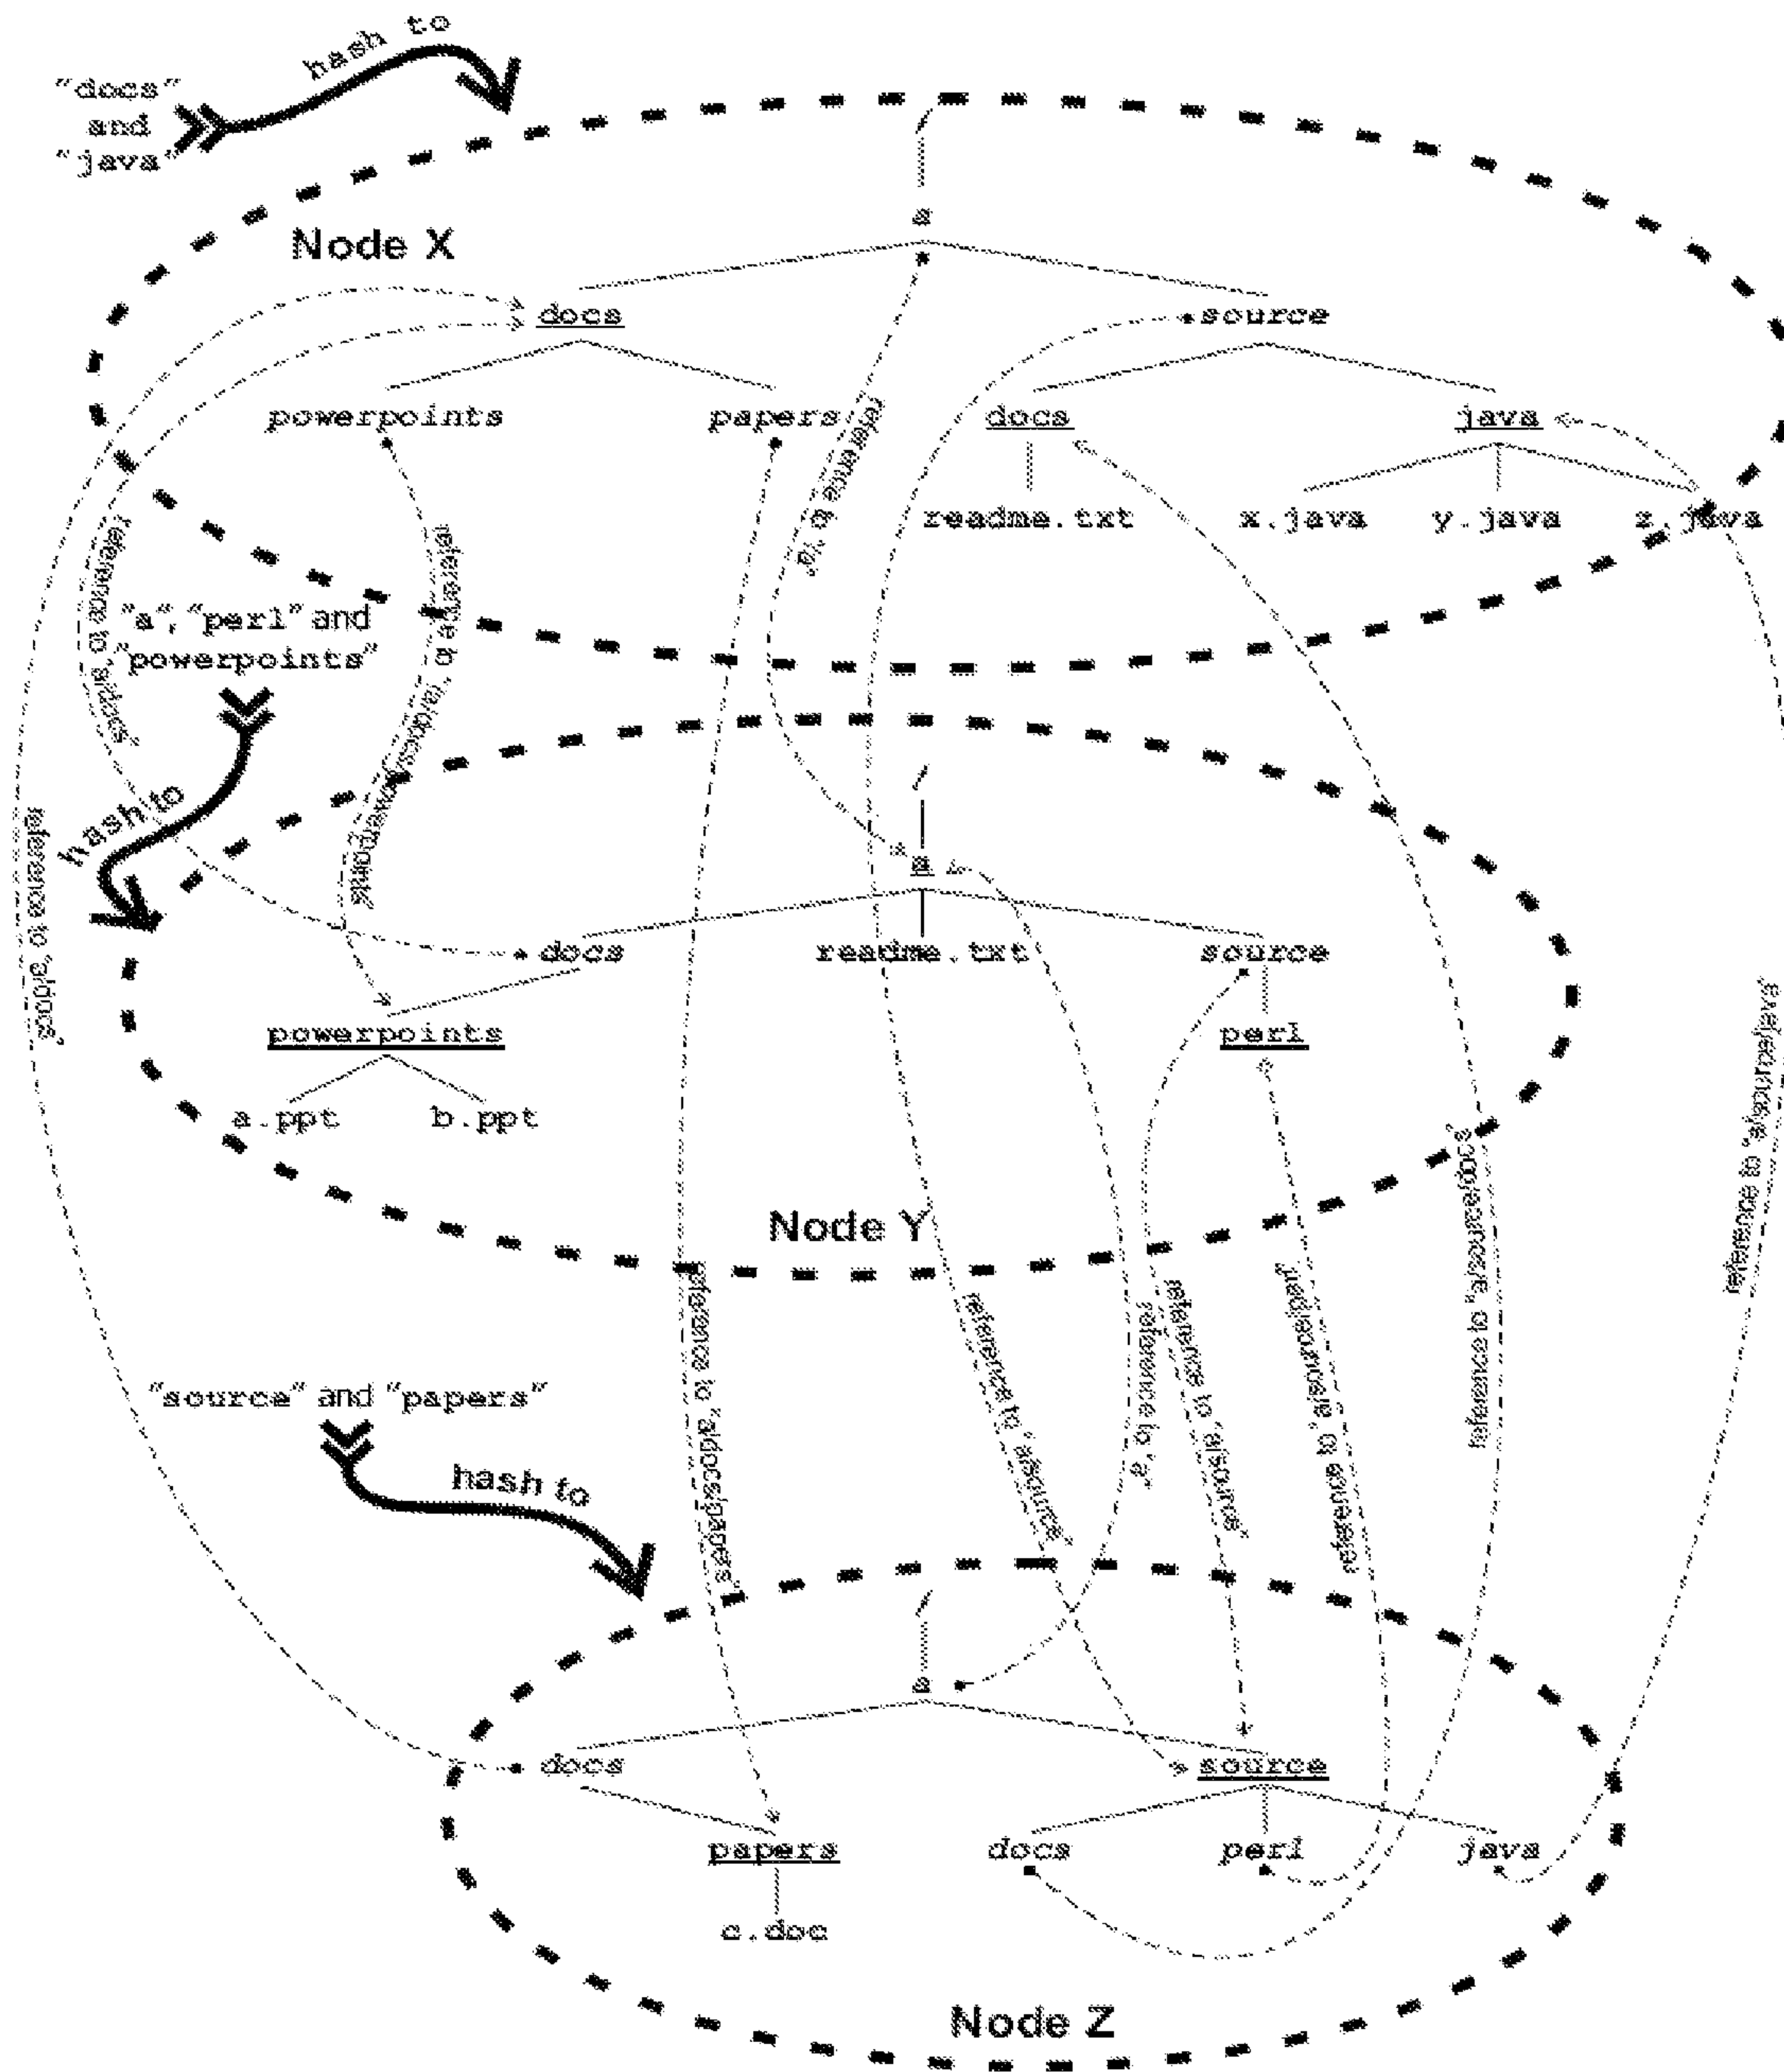 hash to
"docs"
and
"java"
/
Node X
a
docs
source
powerpoints
papers
docs
java
readme.txt
x.java
y.java
z.java
reference to "a"
reference to "a/docs"
reference to "a/docs/powerpoints"
"a", "perl" and
"powerpoints"
hash to
/
a
docs
readme.txt
source
powerpoints
perl
a.ppt
b.ppt
Node Y
reference to "a/docs"
reference to "a/docs/papers"
reference to "a/source"
reference to "a"
reference to "a/source"
reference to "a/source/perl"
reference to "a/source/docs"
reference to "a/source/java"
"source" and "papers"
hash to
/
a
docs
source
papers
docs
perl
java
c.doc
Node Z